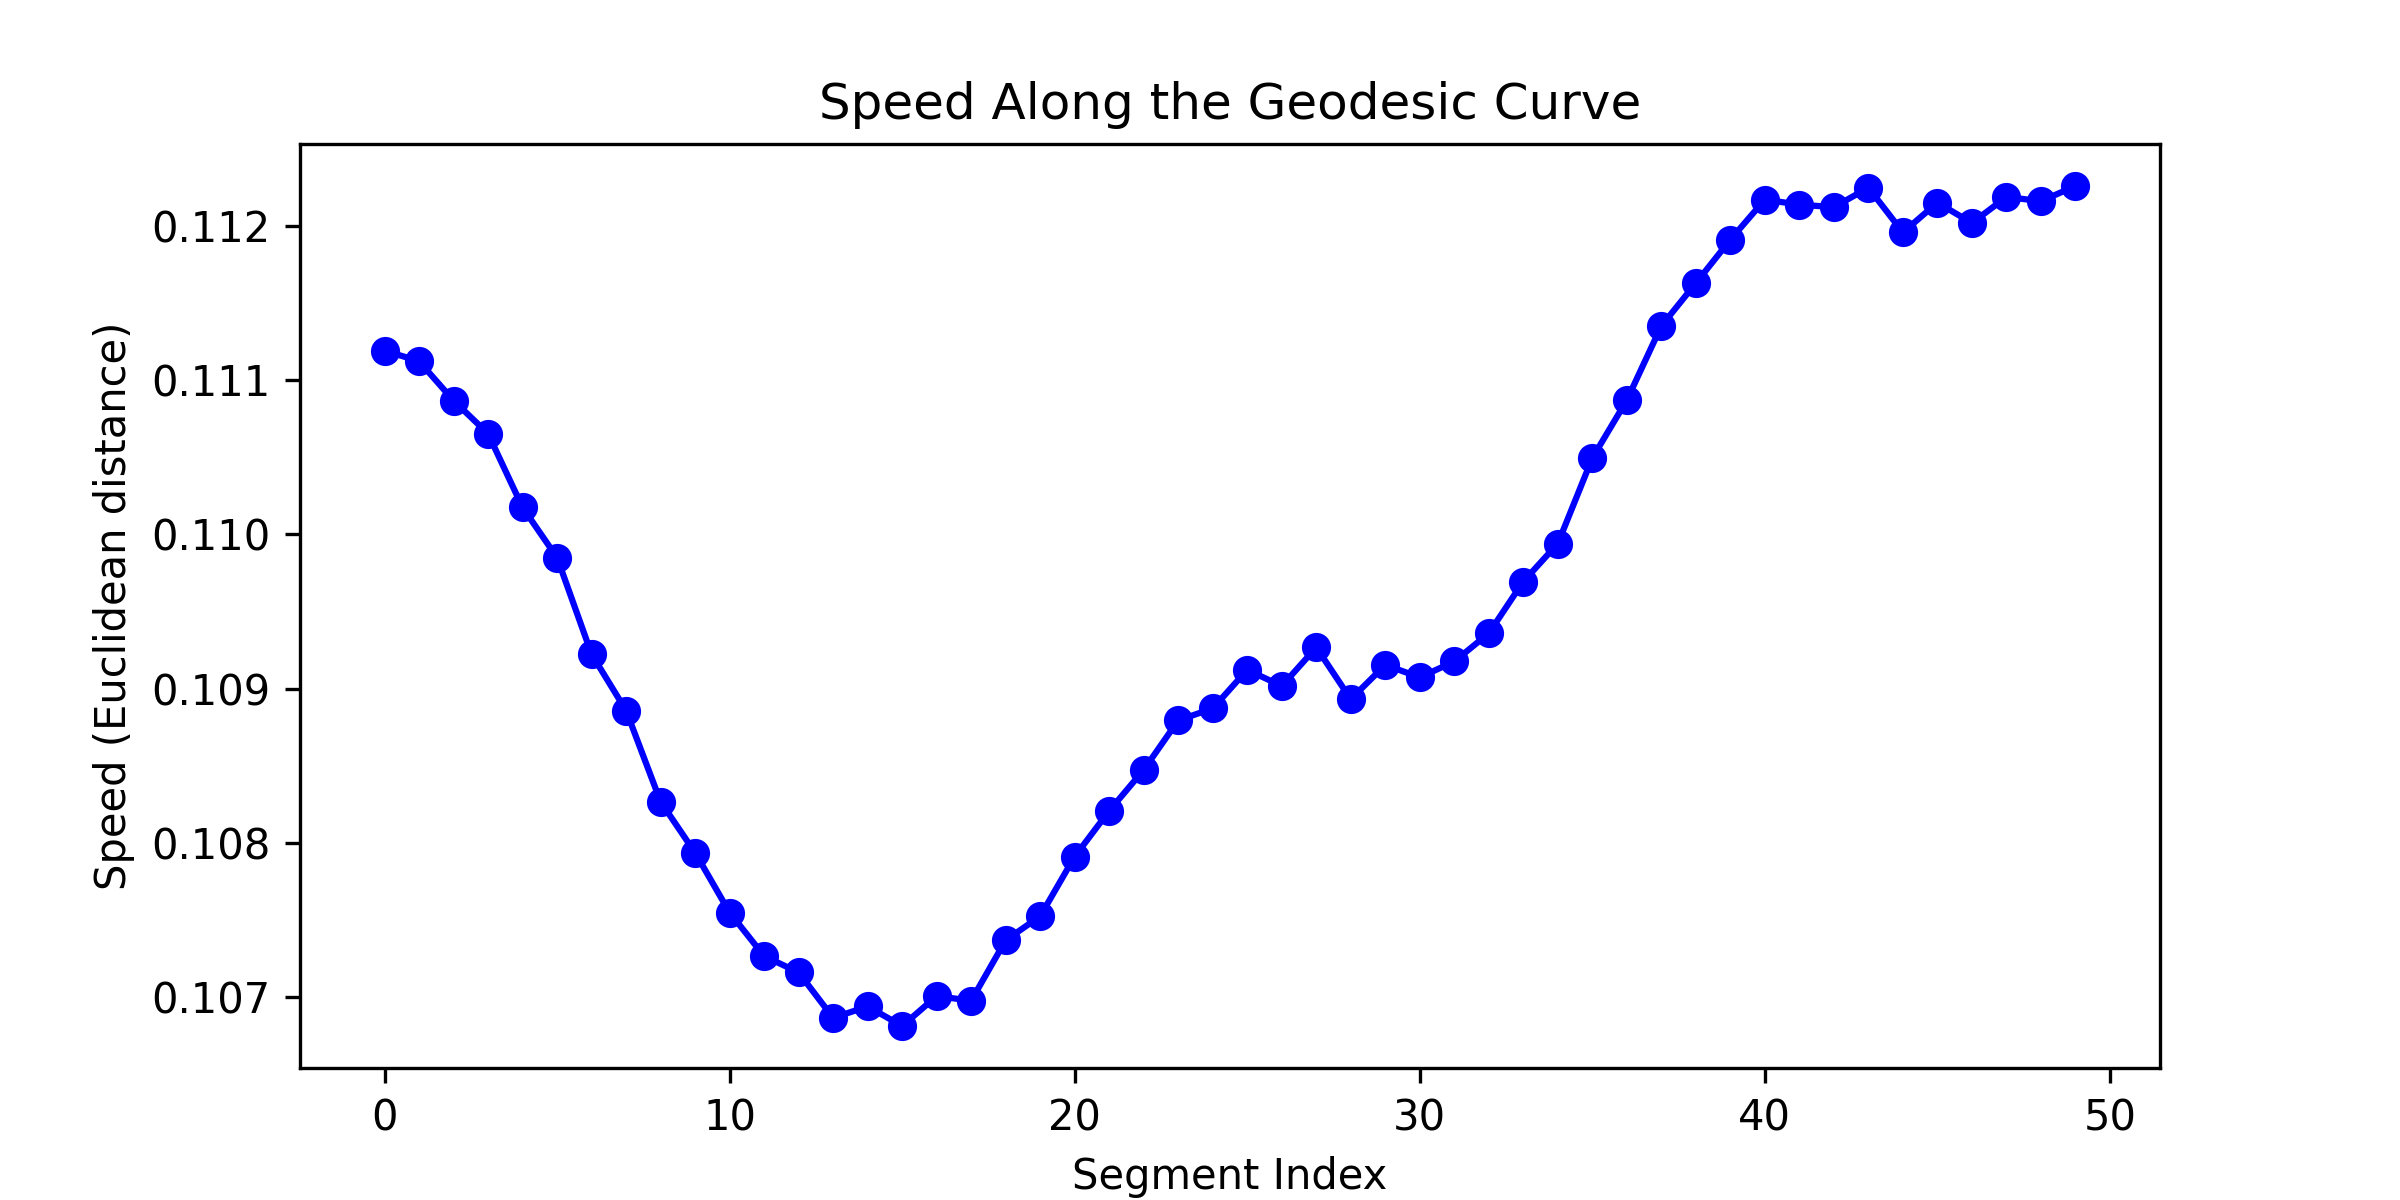 Speed Along the Geodesic Curve
Speed (Euclidean distance)
0.112
0.111
0.110
0.109
0.108
0.107
0 10 20 30 40 50
Segment Index